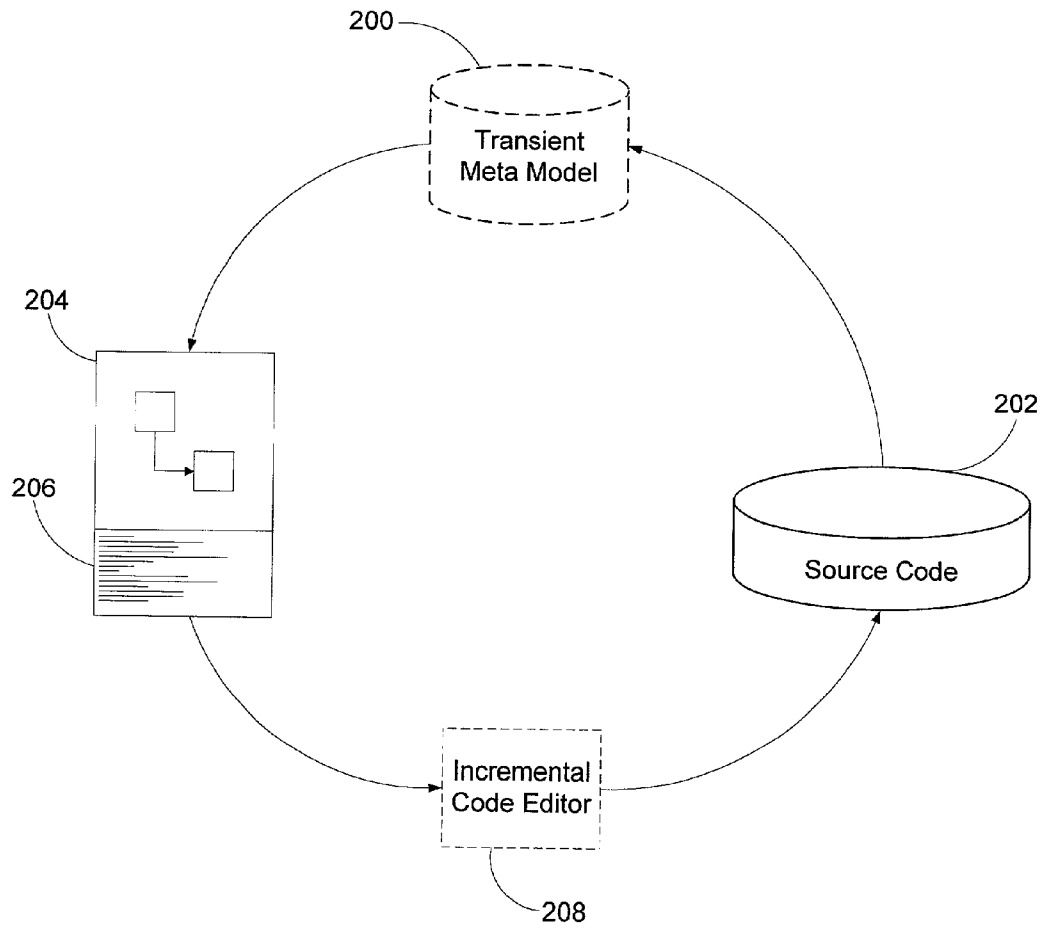 200
Transient
Meta Model
204
202
206
Source Code
Incremental
Code Editor
208